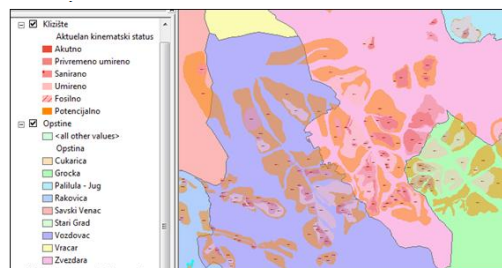 Klizište
Aktuelan kinematski status
Akutno
Privremeno umireno
Sanirano
Umireno
Fosilno
Potencijalno
Opstine
<all other values>
Opstina
Cukarica
Grocka
Palilula - Jug
Rakovica
Savski Venac
Stari Grad
Vozdovac
Vracar
Zvezdara